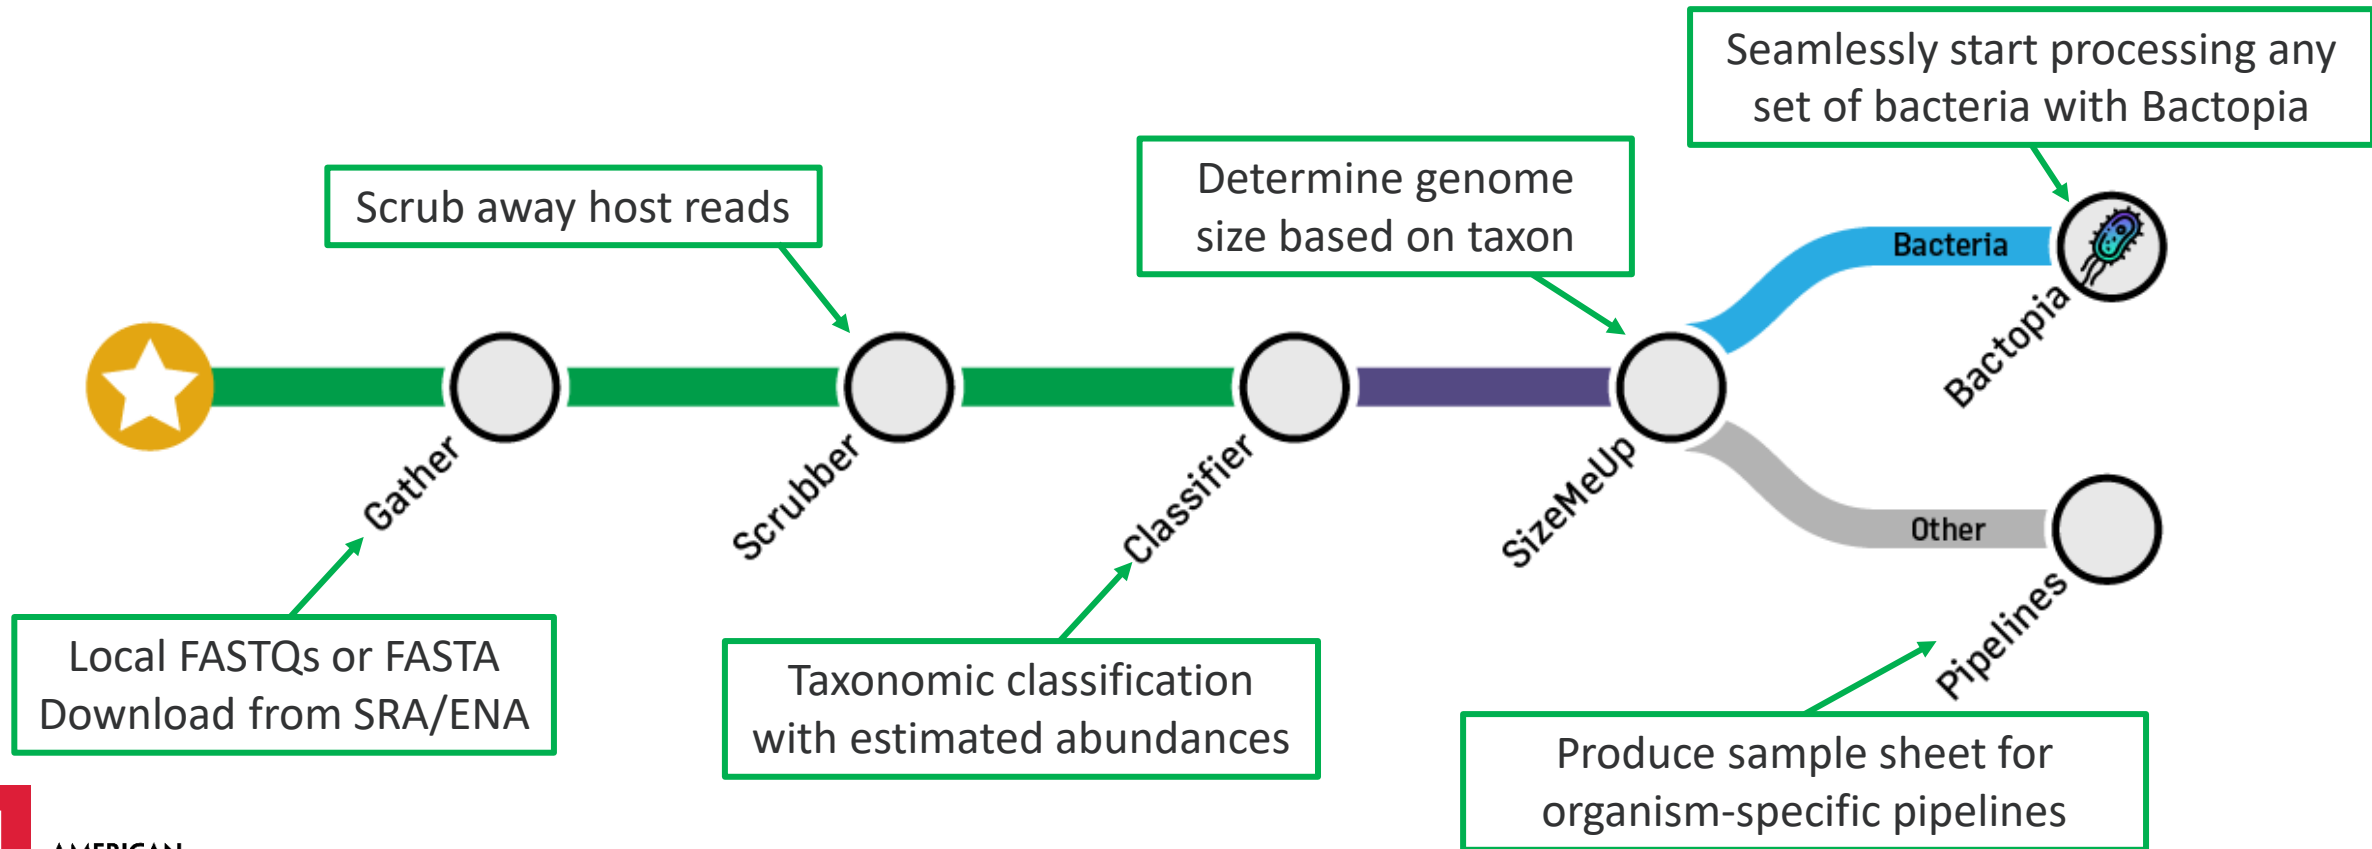 Seamlessly start processing any
set of bacteria with Bactopia
Scrub away host reads
Determine genome
size based on taxon
Bacteria
Bactopia
Gather
Scrubber
Classifier
SizeMeUp
Other
Pipelines
Local FASTQs or FASTA
Download from SRA/ENA
Taxonomic classification
with estimated abundances
Produce sample sheet for
organism-specific pipelines
AMERICAN